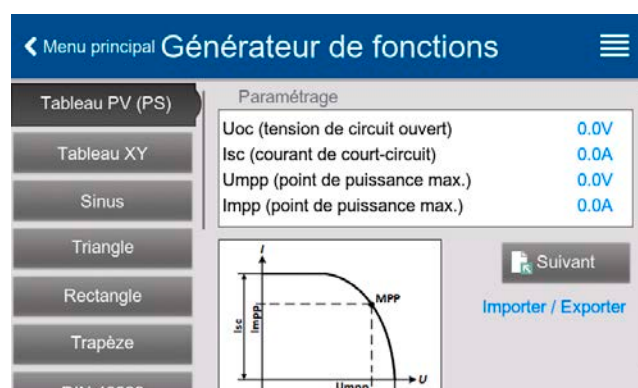 Menu principal Générateur de fonctions
Tableau PV (PS)
Tableau XY
Sinus
Triangle
Rectangle
Trapèze
Paramétrage
Uoc (tension de circuit ouvert) 0.0V
Isc (courant de court-circuit) 0.0A
Umpp (point de puissance max.) 0.0V
Impp (point de puissance max.) 0.0A
I
Isc
Impp
MPP
U
Umpp
Suivant
Importer / Exporter